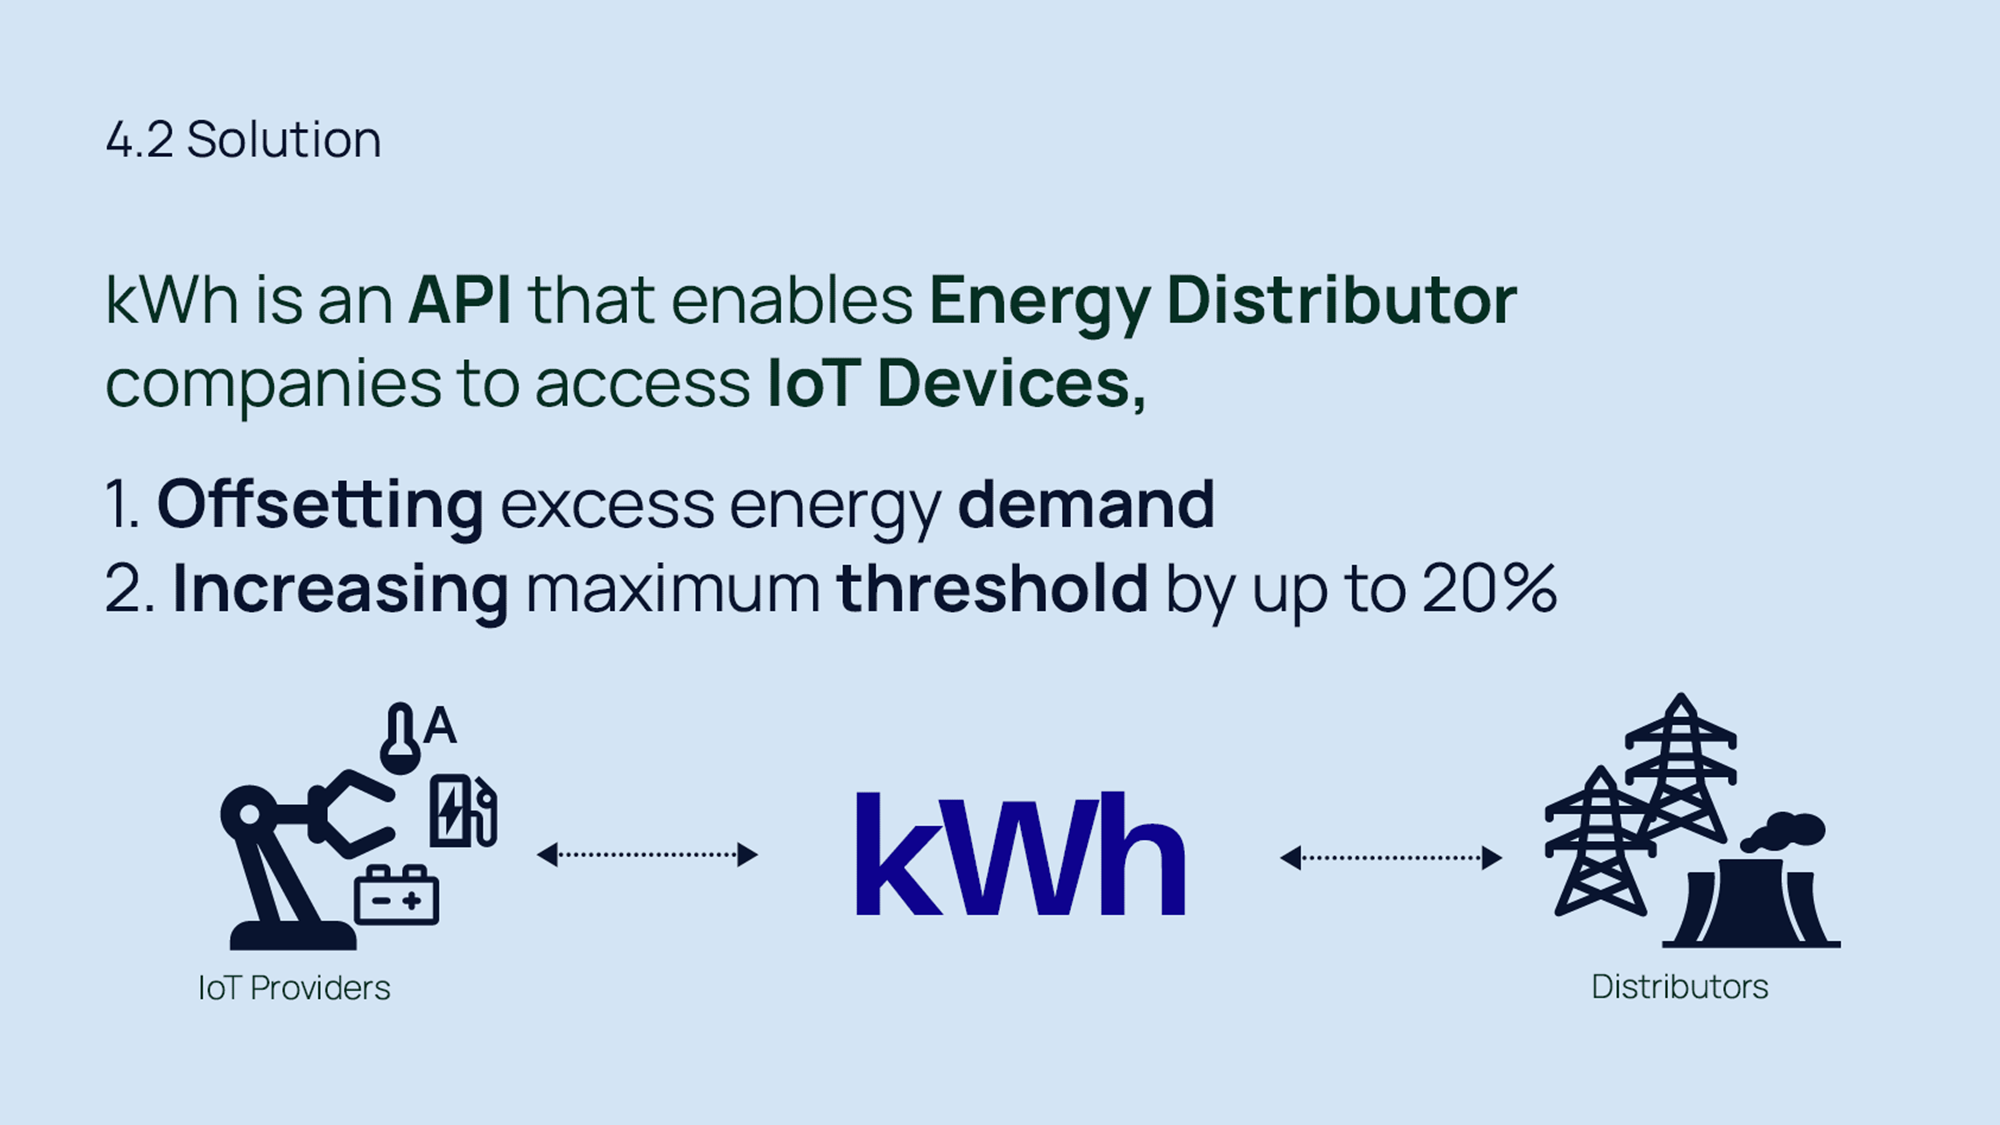 4.2 Solution
kWh is an API that enables Energy Distributor
companies to access IoT Devices,
1. Offsetting excess energy demand
2. Increasing maximum threshold by up to 20%
A
kWh
IoT Providers
Distributors